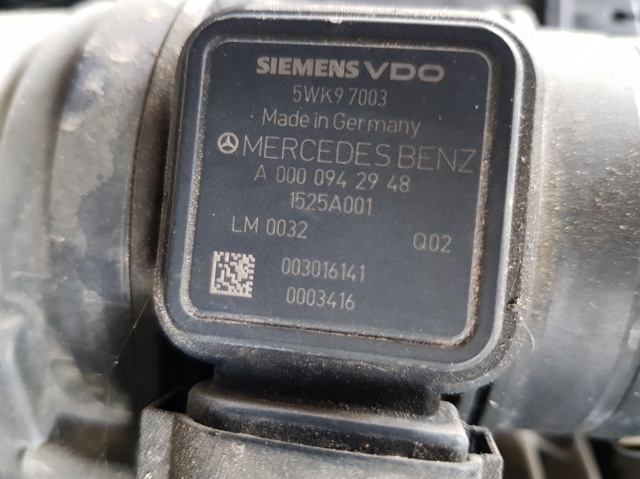 SIEMENS VDO
5WK9 7003
Made in Germany
MERCEDES BENZ
A 000 094 29 48
1525A001
LM 0032 Q02
003016141
0003416